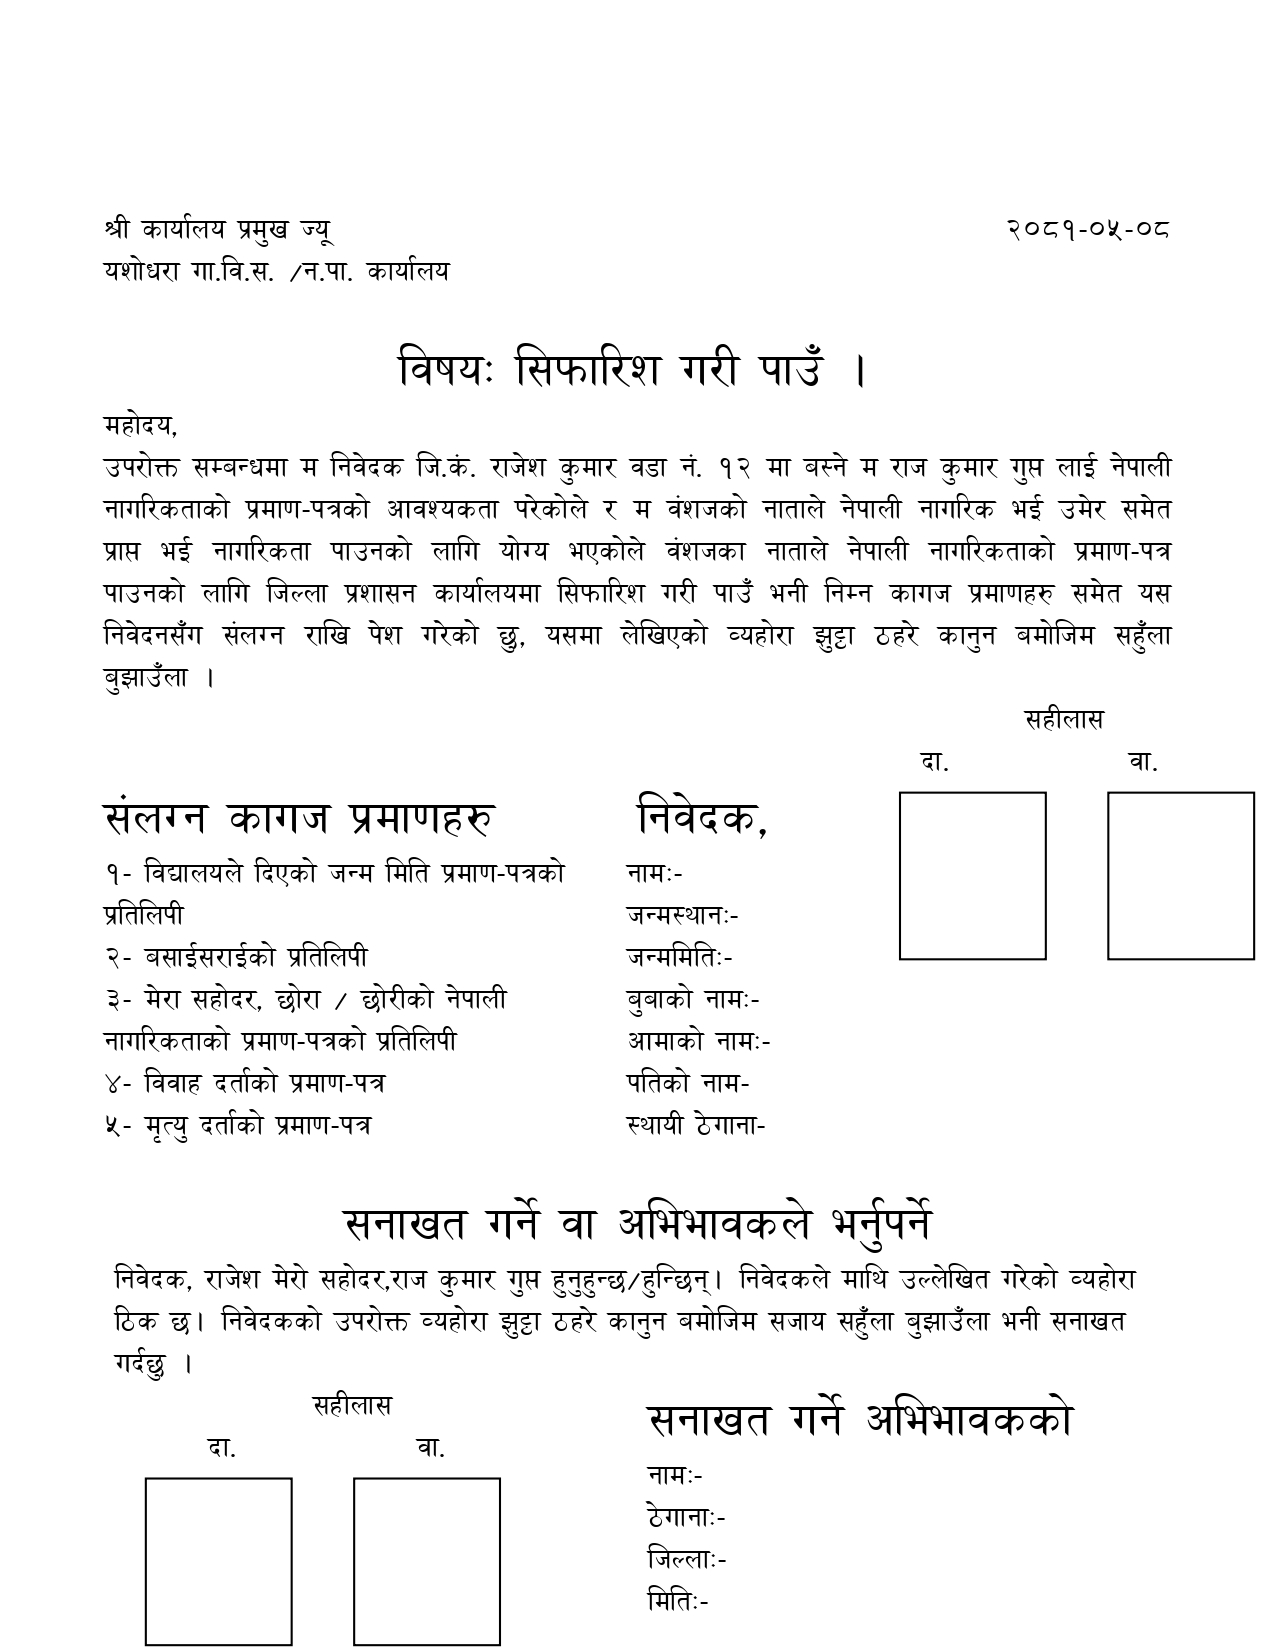 श्री कार्यालय प्रमुख ज्यू
२०८१-०५-०८
यशोधरा गा.वि.स. /न.पा. कार्यालय
विषयः सिफारिश गरी पाउँ ।
महोदय,
उपरोक्त सम्बन्धमा म निवेदक जि.कं. राजेश कुमार वडा नं. १२ मा बस्ने म राज कुमार गुप्त लाई नेपाली
नागरिकताको प्रमाण-पत्रको आवश्यकता परेकोले र म वंशजको नाताले नेपाली नागरिक भई उमेर समेत
प्राप्त भई नागरिकता पाउनको लागि योग्य भएकोले वंशजका नाताले नेपाली नागरिकताको प्रमाण-पत्र
पाउनको लागि जिल्ला प्रशासन कार्यालयमा सिफारिश गरी पाउँ भनी निम्न कागज प्रमाणहरु समेत यस
निवेदनसँग संलग्न राखि पेश गरेको छु, यसमा लेखिएको व्यहोरा झुट्टा ठहरे कानुन बमोजिम सहुँला
बुझाउँला ।
सहीलास
दा. वा.
संलग्न कागज प्रमाणहरु
१- विद्यालयले दिएको जन्म मिति प्रमाण-पत्रको
प्रतिलिपी
२- बसाईसराईको प्रतिलिपी
३- मेरा सहोदर, छोरा / छोरीको नेपाली
नागरिकताको प्रमाण-पत्रको प्रतिलिपी
४- विवाह दर्ताको प्रमाण-पत्र
५- मृत्यु दर्ताको प्रमाण-पत्र
निवेदक,
नामः-
जन्मस्थानः-
जन्ममितिः-
बुबाको नामः-
आमाको नामः-
पतिको नाम-
स्थायी ठेगाना-
सनाखत गर्ने वा अभिभावकले भर्नुपर्ने
निवेदक, राजेश मेरो सहोदर,राज कुमार गुप्त हुनुहुन्छ/हुन्छिन्। निवेदकले माथि उल्लेखित गरेको व्यहोरा
ठिक छ। निवेदकको उपरोक्त व्यहोरा झुट्टा ठहरे कानुन बमोजिम सजाय सहुँला बुझाउँला भनी सनाखत
गर्दछु ।
सहीलास
दा. वा.
सनाखत गर्ने अभिभावकको
नामः-
ठेगानाः-
जिल्लाः-
मितिः-